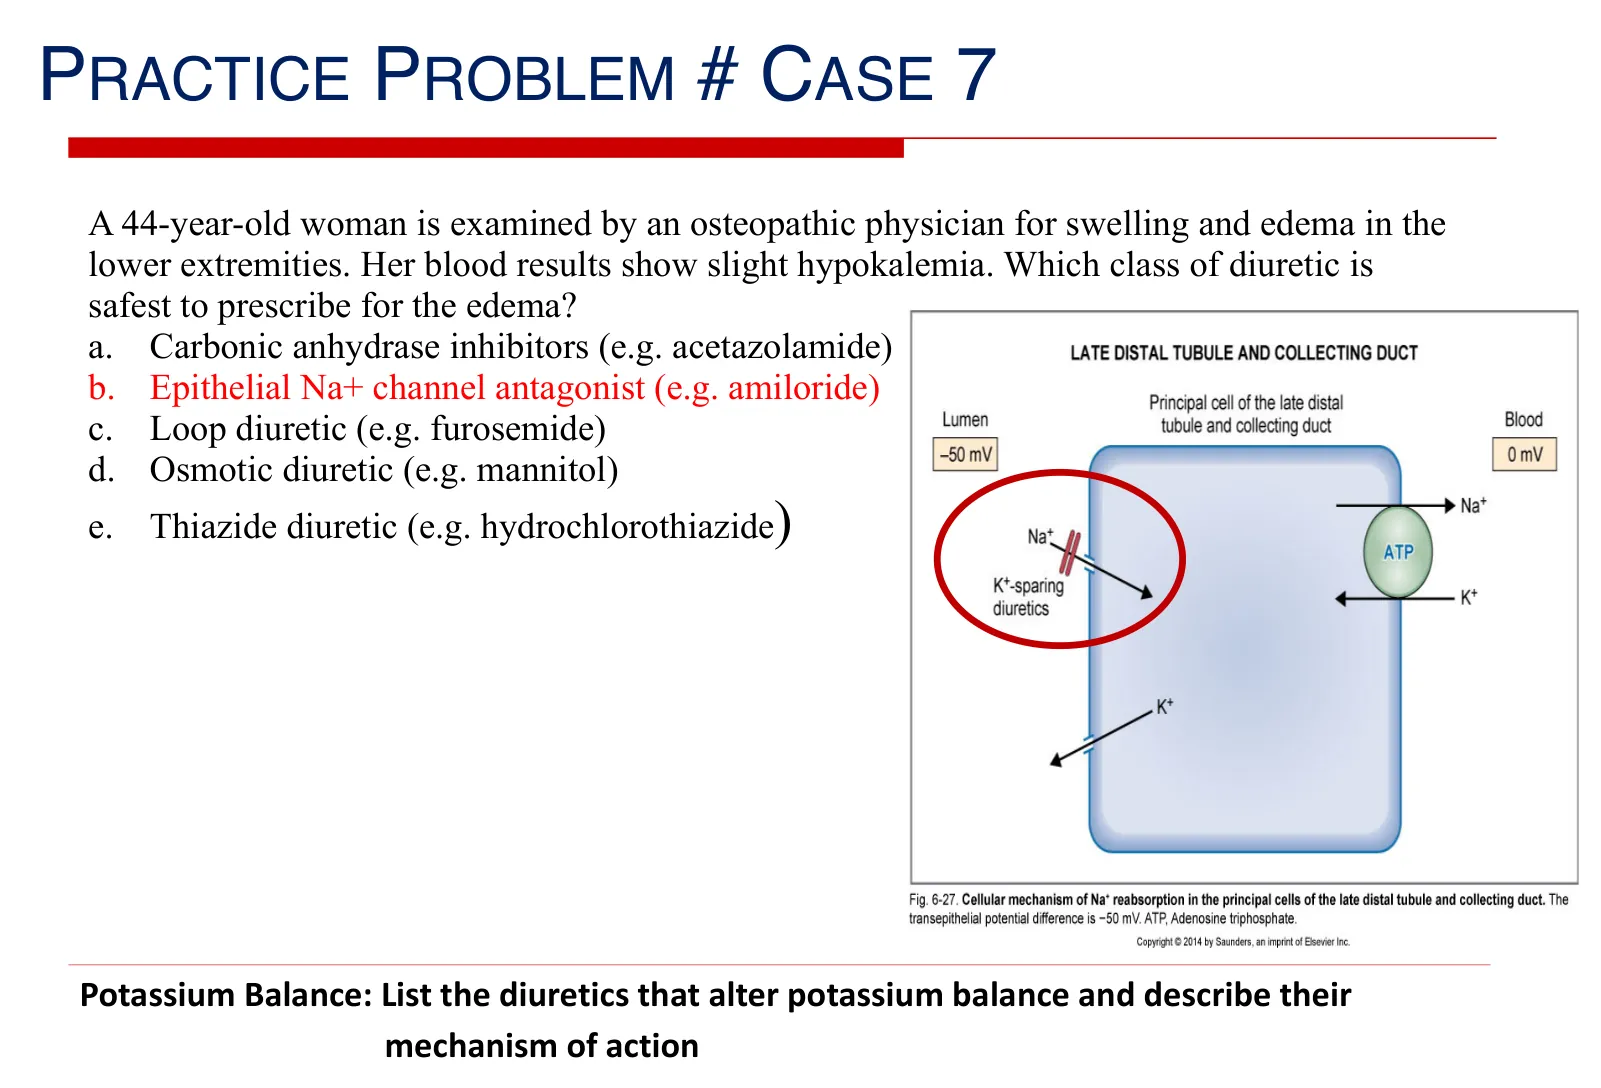 PRACTICE PROBLEM # CASE 7
A 44-year-old woman is examined by an osteopathic physician for swelling and edema in the
lower extremities. Her blood results show slight hypokalemia. Which class of diuretic is
safest to prescribe for the edema?
a. Carbonic anhydrase inhibitors (e.g. acetazolamide)
b. Epithelial Na+ channel antagonist (e.g. amiloride)
c. Loop diuretic (e.g. furosemide)
d. Osmotic diuretic (e.g. mannitol)
e. Thiazide diuretic (e.g. hydrochlorothiazide)
LATE DISTAL TUBULE AND COLLECTING DUCT
Principal cell of the late distal
tubule and collecting duct
Lumen
–50 mV
Blood
0 mV
Na⁺
K⁺-sparing
diuretics
Na⁺
ATP
K⁺
K⁺
Fig. 6-27. Cellular mechanism of Na⁺ reabsorption in the principal cells of the late distal tubule and collecting duct. The
transepithelial potential difference is −50 mV. ATP, Adenosine triphosphate.
Copyright © 2014 by Saunders, an imprint of Elsevier Inc.
Potassium Balance: List the diuretics that alter potassium balance and describe their
mechanism of action